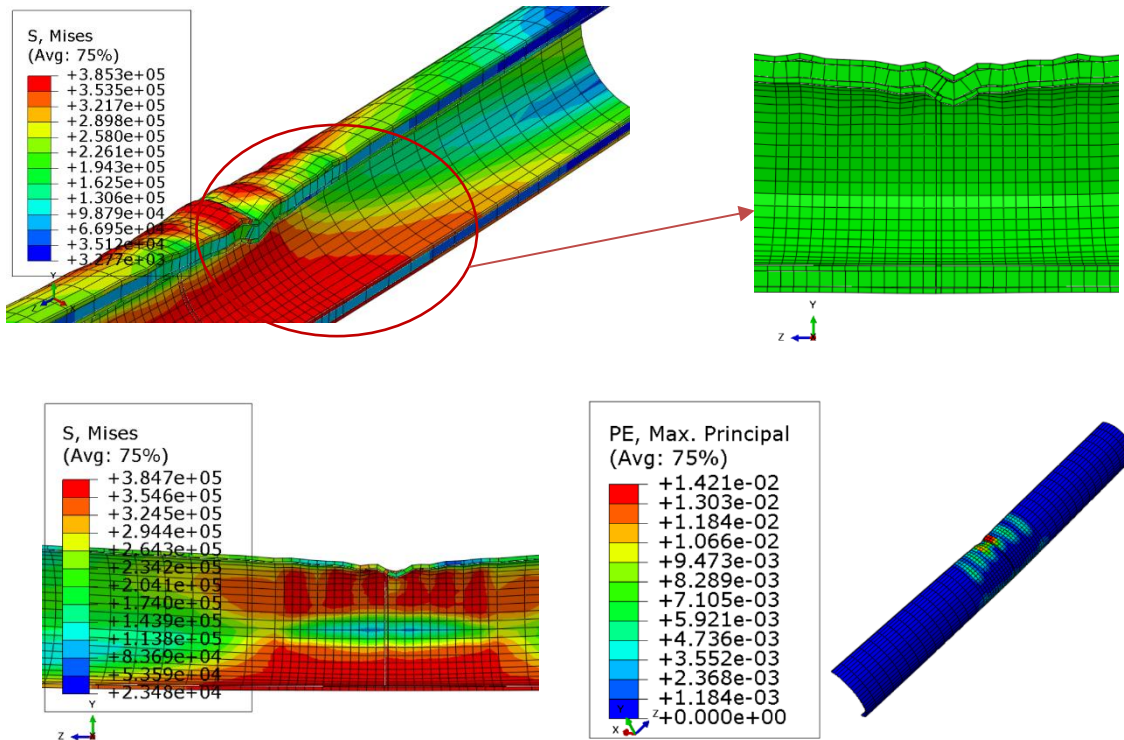 S, Mises
(Avg: 75%)
+3.853e+05
+3.535e+05
+3.217e+05
+2.898e+05
+2.580e+05
+2.261e+05
+1.943e+05
+1.625e+05
+1.306e+05
+9.879e+04
+6.695e+04
+3.512e+04
+3.277e+03
Y
Z
X
Y
Z
X
S, Mises
(Avg: 75%)
+3.847e+05
+3.546e+05
+3.245e+05
+2.944e+05
+2.643e+05
+2.342e+05
+2.041e+05
+1.740e+05
+1.439e+05
+1.138e+05
+8.369e+04
+5.359e+04
+2.348e+04
Y
Z
X
PE, Max. Principal
(Avg: 75%)
+1.421e-02
+1.303e-02
+1.184e-02
+1.066e-02
+9.473e-03
+8.289e-03
+7.105e-03
+5.921e-03
+4.736e-03
+3.552e-03
+2.368e-03
+1.184e-03
+0.000e+00
Y
Z
X